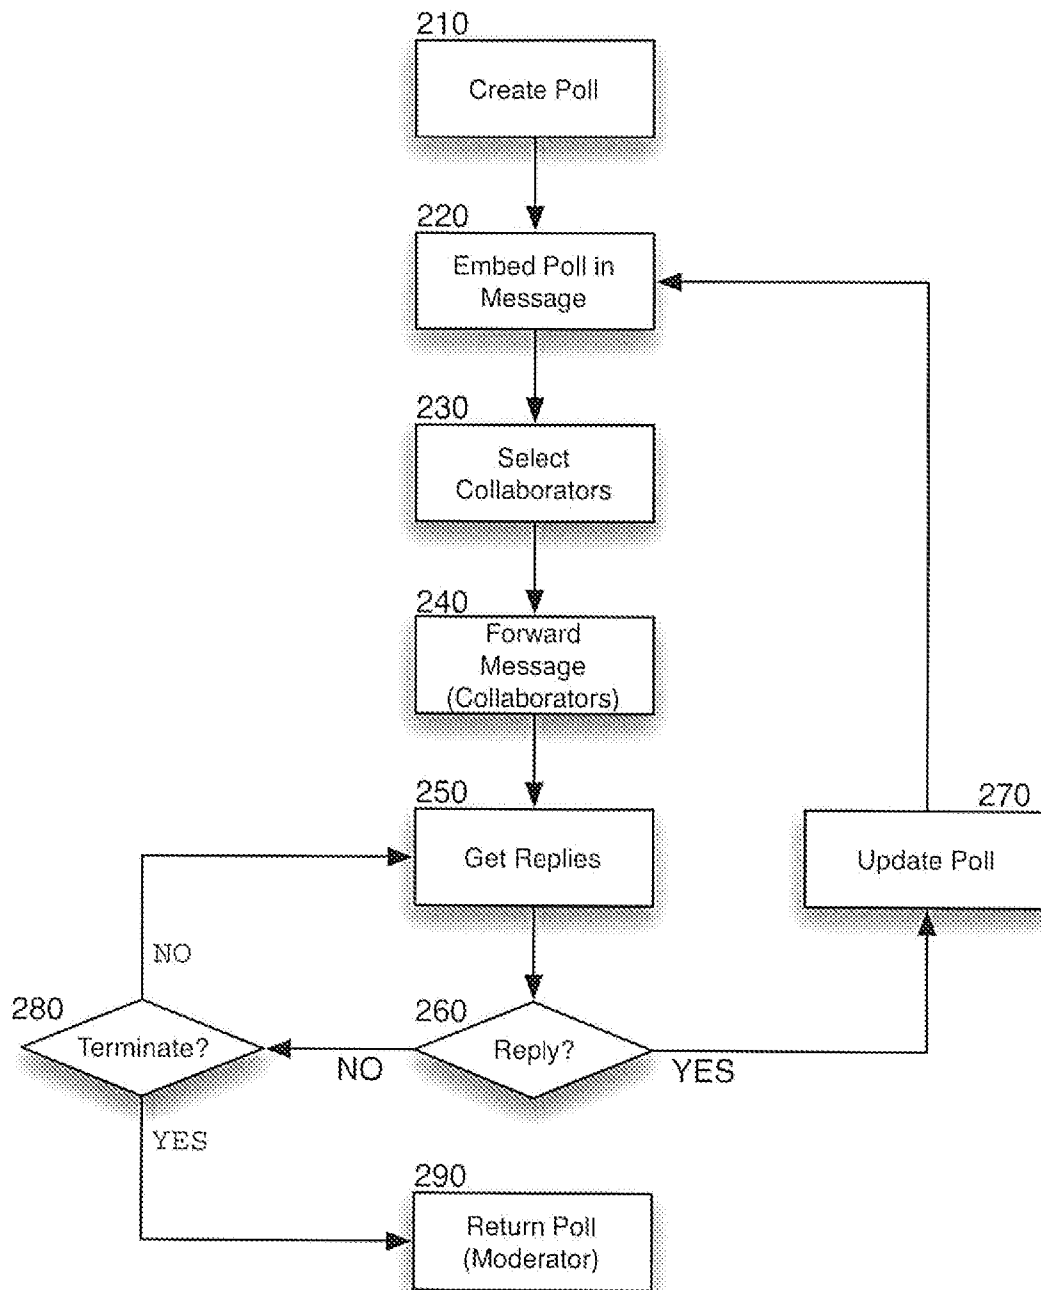 210
Create Poll
220
Embed Poll in
Message
230
Select
Collaborators
240
Forward
Message
(Collaborators)
250
Get Replies
270
Update Poll
NO
280
Terminate?
260
Reply?
NO
YES
YES
290
Return Poll
(Moderator)